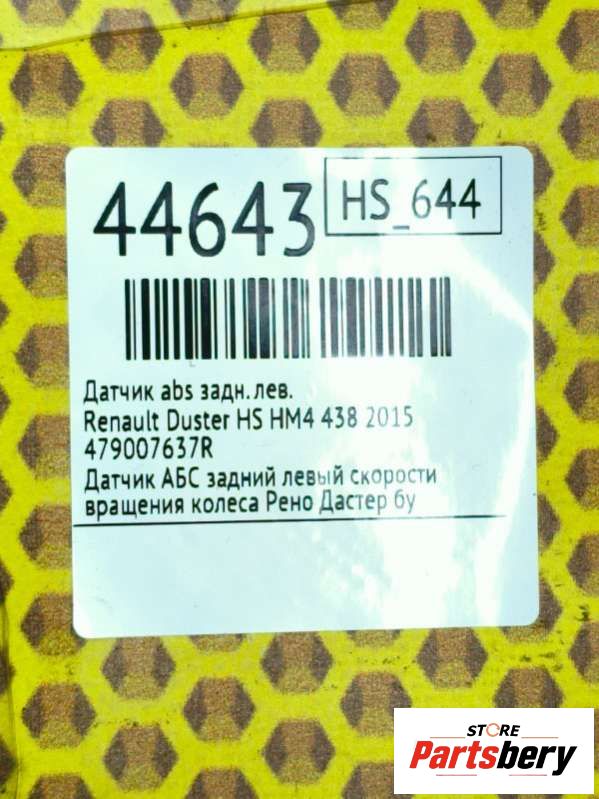 44643
HS_644
Датчик abs задн.лев.
Renault Duster HS HM4 438 2015
479007637R
Датчик АБС задний левый скорости
вращения колеса Рено Дастер бу
STORE
Partsbery